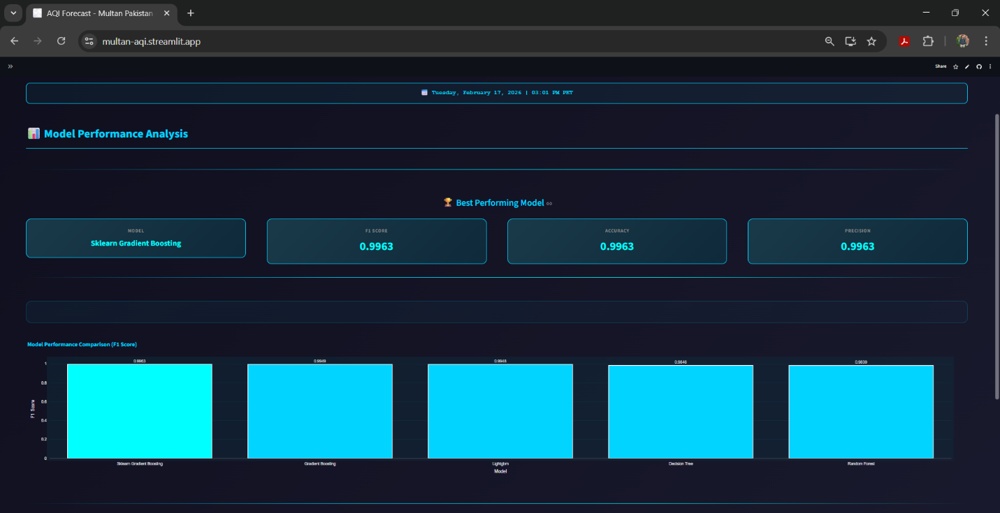 AQI Forecast - Multan Pakistan
multan-aqi.streamlit.app
Share
Tuesday, February 17, 2026 | 03:01 PM PKT
Model Performance Analysis
Best Performing Model
MODEL
Sklearn Gradient Boosting
F1 SCORE
0.9963
ACCURACY
0.9963
PRECISION
0.9963
Model Performance Comparison (F1 Score)
0.9963
0.9949
0.9948
0.9846
0.9839
1
0.8
0.6
0.4
0.2
0
F1 Score
Sklearn Gradient Boosting
Gradient Boosting
Lightgbm
Decision Tree
Random Forest
Model